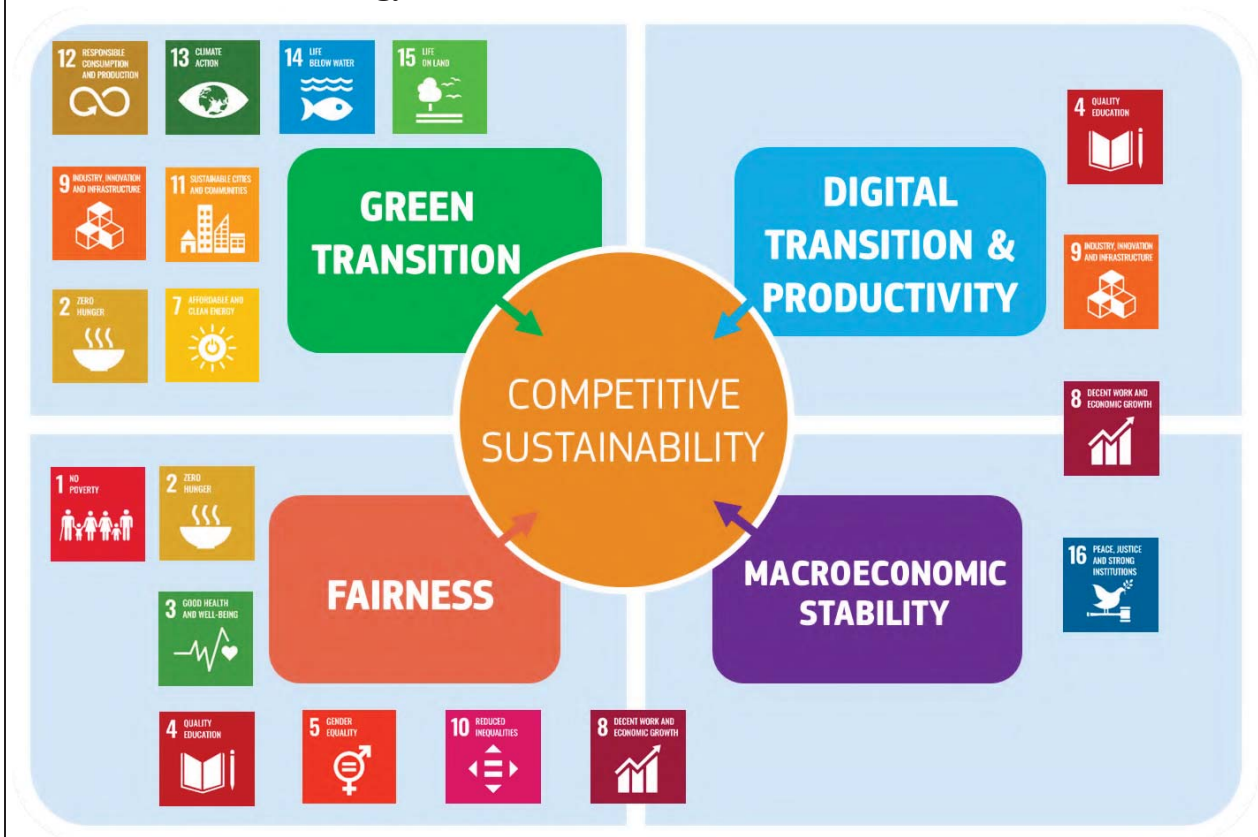 12 RESPONSIBLE
CONSUMPTION
AND PRODUCTION
13 CLIMATE
ACTION
14 LIFE
BELOW WATER
15 LIFE
ON LAND
9 INDUSTRY, INNOVATION
AND INFRASTRUCTURE
11 SUSTAINABLE CITIES
AND COMMUNITIES
2 ZERO
HUNGER
7 AFFORDABLE AND
CLEAN ENERGY
GREEN
TRANSITION
DIGITAL
TRANSITION &
PRODUCTIVITY
4 QUALITY
EDUCATION
9 INDUSTRY, INNOVATION
AND INFRASTRUCTURE
8 DECENT WORK AND
ECONOMIC GROWTH
COMPETITIVE
SUSTAINABILITY
1 NO
POVERTY
2 ZERO
HUNGER
3 GOOD HEALTH
AND WELL-BEING
FAIRNESS
4 QUALITY
EDUCATION
5 GENDER
EQUALITY
10 REDUCED
INEQUALITIES
8 DECENT WORK AND
ECONOMIC GROWTH
MACROECONOMIC
STABILITY
16 PEACE, JUSTICE
AND STRONG
INSTITUTIONS